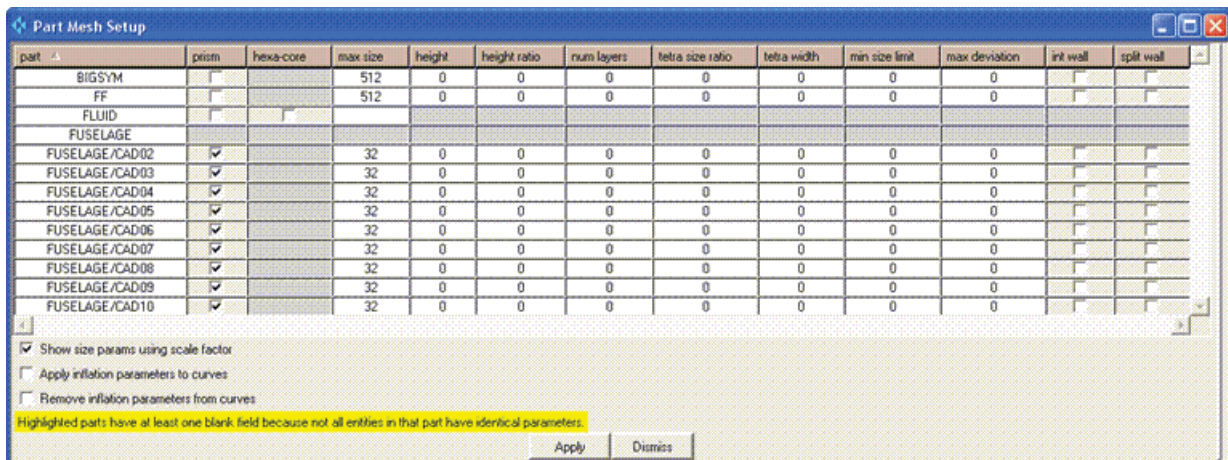 Part Mesh Setup
part prism hexa-core max size height height ratio num layers tetra size ratio tetra width min size limit max deviation int wall split wall
BIGSYM 512 0 0 0 0 0 0 0
FF 512 0 0 0 0 0 0 0
FLUID
FUSELAGE
FUSELAGE/CAD02 32 0 0 0 0 0 0 0
FUSELAGE/CAD03 32 0 0 0 0 0 0 0
FUSELAGE/CAD04 32 0 0 0 0 0 0 0
FUSELAGE/CAD05 32 0 0 0 0 0 0 0
FUSELAGE/CAD06 32 0 0 0 0 0 0 0
FUSELAGE/CAD07 32 0 0 0 0 0 0 0
FUSELAGE/CAD08 32 0 0 0 0 0 0 0
FUSELAGE/CAD09 32 0 0 0 0 0 0 0
FUSELAGE/CAD10 32 0 0 0 0 0 0 0
Show size params using scale factor
Apply inflation parameters to curves
Remove inflation parameters from curves
Highlighted parts have at least one blank field because not all entities in that part have identical parameters.
Apply Dismiss